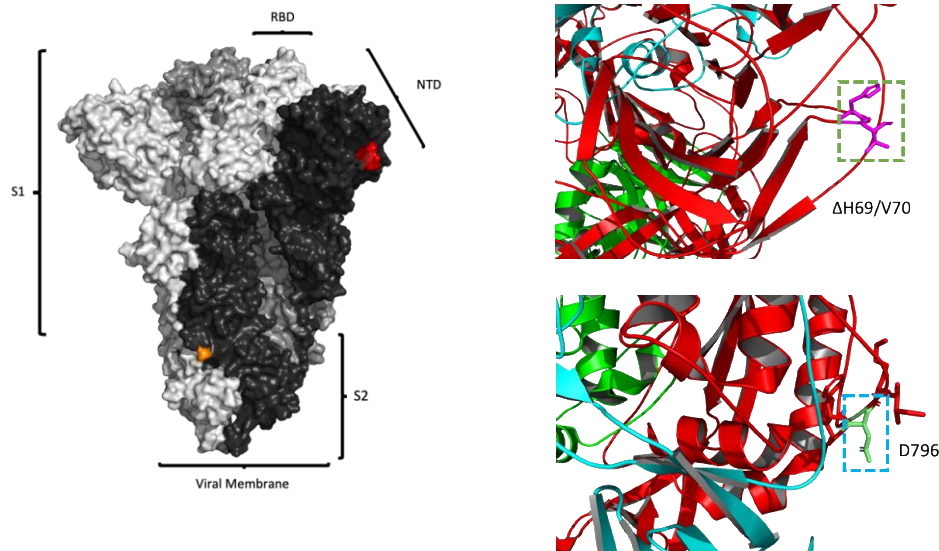 RBD
NTD
S1
S2
Viral Membrane
ΔH69/V70
D796